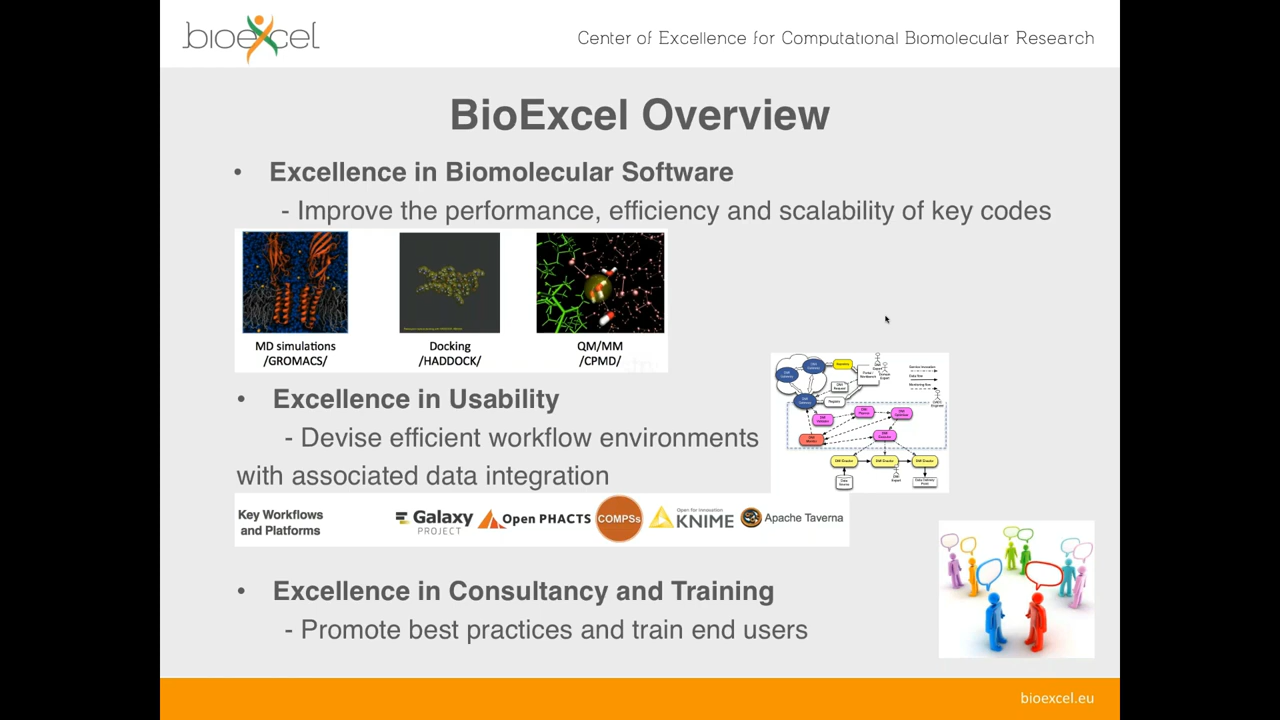 bioexcel
Center of Excellence for Computational Biomolecular Research
BioExcel Overview
• Excellence in Biomolecular Software
- Improve the performance, efficiency and scalability of key codes
MD simulations
/GROMACS/
Docking
/HADDOCK/
QM/MM
/CPMD/
• Excellence in Usability
- Devise efficient workflow environments
with associated data integration
Key Workflows
and Platforms
Galaxy
PROJECT
Open PHACTS
COMPSs
Open for Innovation
KNIME
Apache Taverna
• Excellence in Consultancy and Training
- Promote best practices and train end users
bioexcel.eu